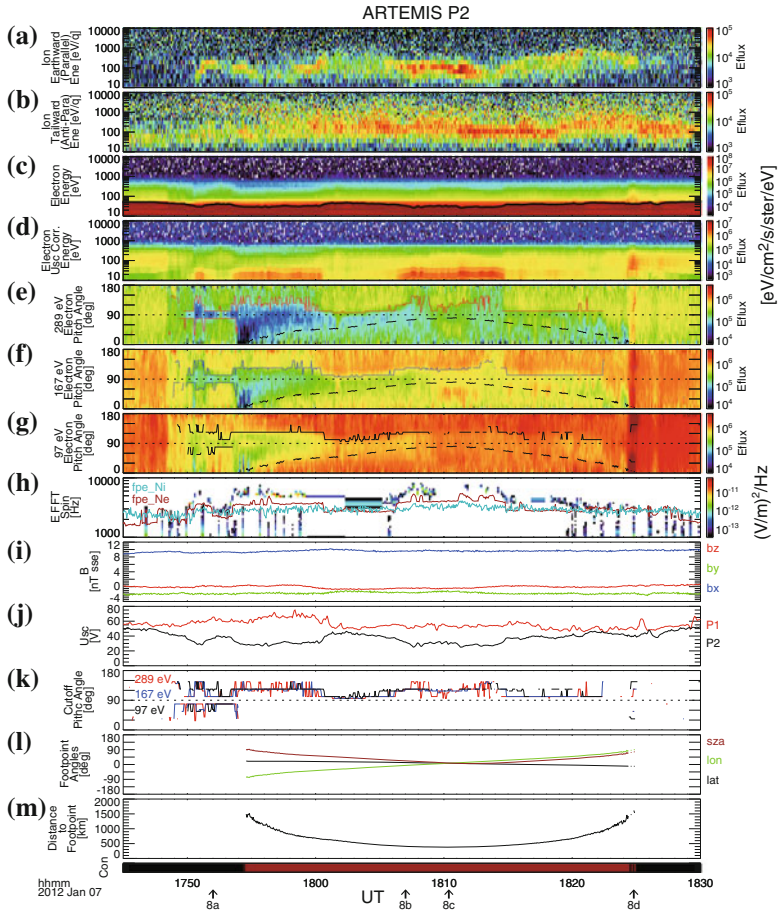 ARTEMIS P2
(a)
Ion
Earthward
(Parallel)
Ene [eV/q]
10000
1000
100
10
10^5
10^4
10^3
Eflux
(b)
Ion
Tailward
(Anti-Para)
Ene [eV/q]
10000
1000
100
10
10^5
10^4
10^3
Eflux
(c)
Electron
Energy
[eV]
10000
1000
100
10
10^8
10^7
10^6
10^5
10^4
10^3
Eflux
(d)
Electron
Usc Corr.
Energy
[eV]
10000
1000
100
10
10^7
10^6
10^5
10^4
10^3
Eflux
[eV/cm^2/s/ster/eV]
(e)
289 eV
Electron
Pitch Angle
[deg]
180
90
0
10^6
10^5
10^4
Eflux
(f)
167 eV
Electron
Pitch Angle
[deg]
180
90
0
10^6
10^5
10^4
Eflux
(g)
97 eV
Electron
Pitch Angle
[deg]
180
90
0
10^6
10^5
10^4
Eflux
(h)
E.FFT
Spin
[Hz]
10000
1000
fpe_Ni
fpe_Ne
10^-11
10^-12
10^-13
(V/m)^2/Hz
(i)
B
[nT sse]
12
8
4
0
-4
bz
by
bx
(j)
Usc
[V]
80
60
40
20
0
P1
P2
(k)
Cutoff
Pithc Angle
[deg]
180
90
0
289 eV
167 eV
97 eV
(l)
Footpoint
Angles
[deg]
180
90
0
-90
-180
sza
lon
lat
(m)
Distance
to
Footpoint
[km]
2000
1500
1000
500
0
Con
hhmm
2012 Jan 07
1750
1800
1810
1820
1830
UT
8a
8b
8c
8d